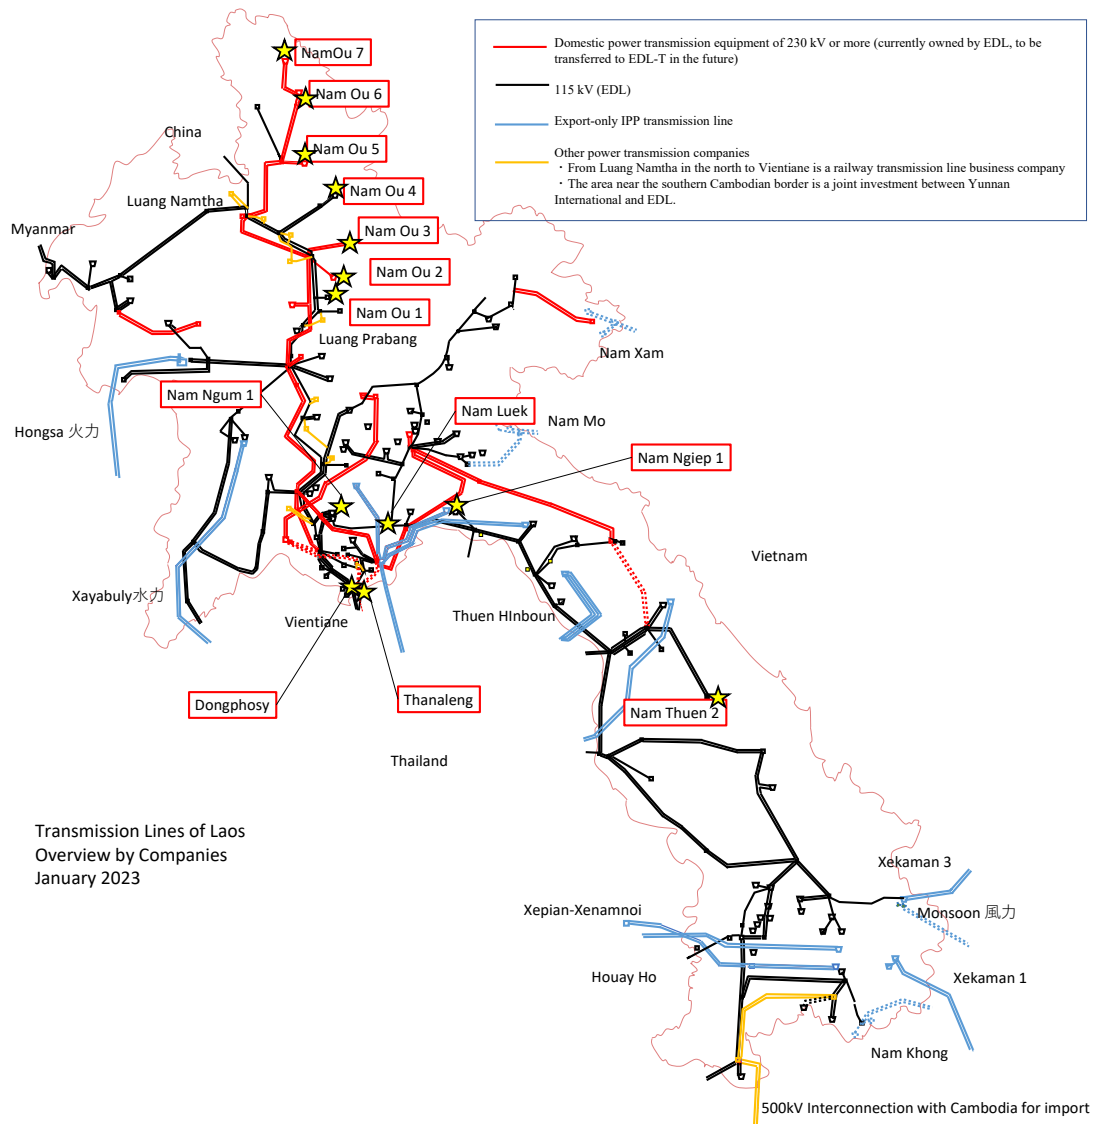 Domestic power transmission equipment of 230 kV or more (currently owned by EDL, to be
transferred to EDL-T in the future)
115 kV (EDL)
Export-only IPP transmission line
Other power transmission companies
・From Luang Namtha in the north to Vientiane is a railway transmission line business company
・The area near the southern Cambodian border is a joint investment between Yunnan
International and EDL.
NamOu 7
Nam Ou 6
China
Nam Ou 5
Nam Ou 4
Luang Namtha
Myanmar
Nam Ou 3
Nam Ou 2
Nam Ou 1
Luang Prabang
Nam Xam
Nam Ngum 1
Nam Luek
Nam Mo
Hongsa 火力
Nam Ngiep 1
Vietnam
Xayabuly水力
Vientiane
Thuen HInboun
Dongphosy
Thanaleng
Nam Thuen 2
Thailand
Transmission Lines of Laos
Overview by Companies
January 2023
Xekaman 3
Xepian-Xenamnoi
Monsoon 風力
Houay Ho
Xekaman 1
Nam Khong
500kV Interconnection with Cambodia for import